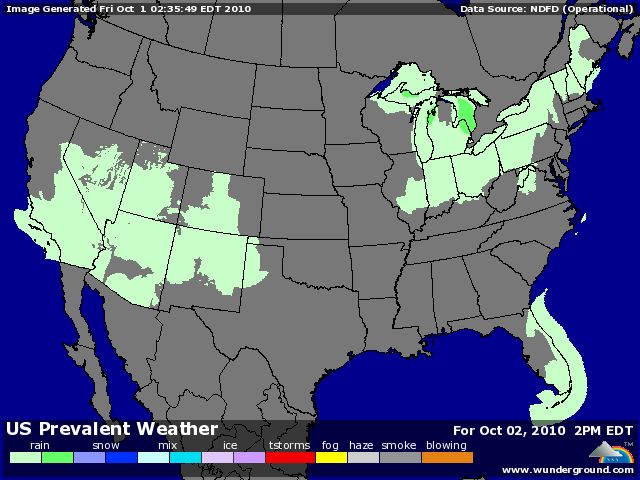 Image Generated Fri Oct 1 02:35:49 EDT 2010 Data Source: NDFD (Operational)
US Prevalent Weather For Oct 02, 2010 2PM EDT
rain snow mix ice tstorms fog haze smoke blowing
www.wunderground.com